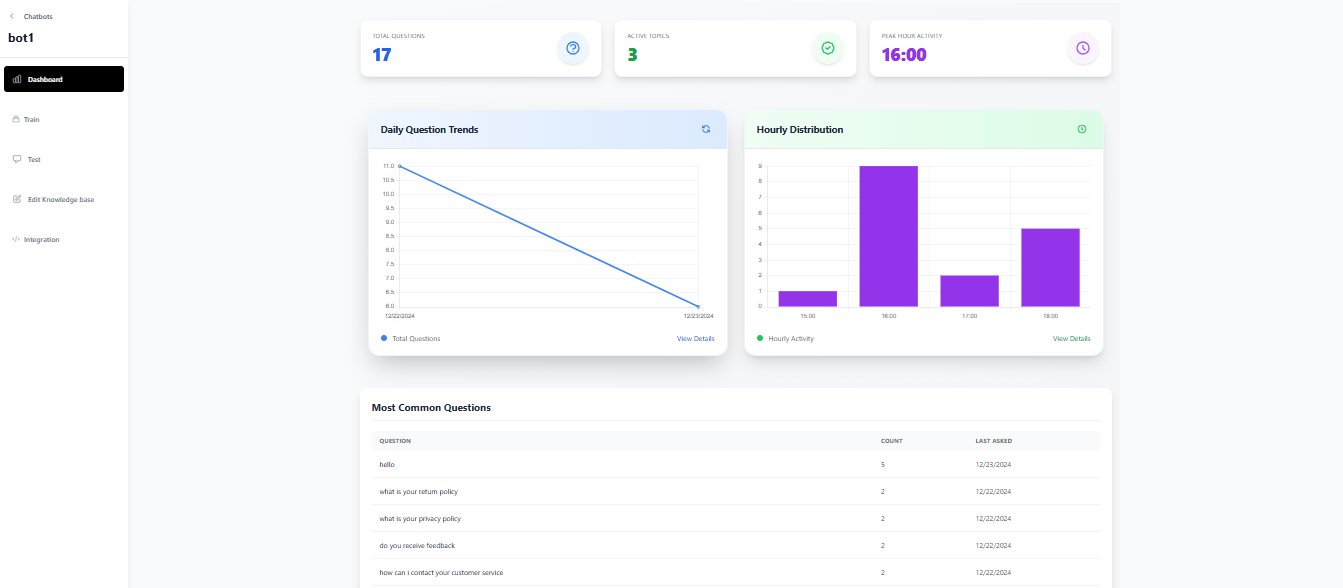 Chatbots
bot1
Dashboard
Train
Test
Edit Knowledge base
Integration
TOTAL QUESTIONS
17
ACTIVE TOPICS
3
PEAK HOUR ACTIVITY
16:00
Daily Question Trends
11.0
10.5
10.0
9.5
9.0
8.5
8.0
7.5
7.0
6.5
6.0
12/22/2024 12/23/2024
Total Questions View Details
Hourly Distribution
9
8
7
6
5
4
3
2
1
0
15:00 16:00 17:00 18:00
Hourly Activity View Details
Most Common Questions
QUESTION COUNT LAST ASKED
hello 5 12/23/2024
what is your return policy 2 12/22/2024
what is your privacy policy 2 12/22/2024
do you receive feedback 2 12/22/2024
how can i contact your customer service 2 12/22/2024